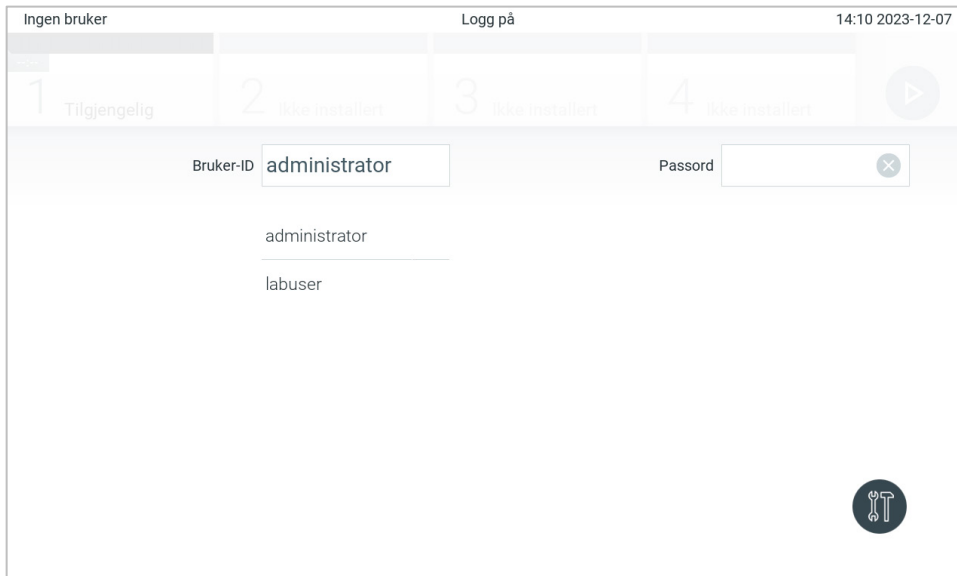 Ingen bruker Logg på 14:10 2023-12-07
1 Tilgjengelig 2 Ikke installert 3 Ikke installert 4 Ikke installert
Bruker-ID administrator Passord
administrator
labuser